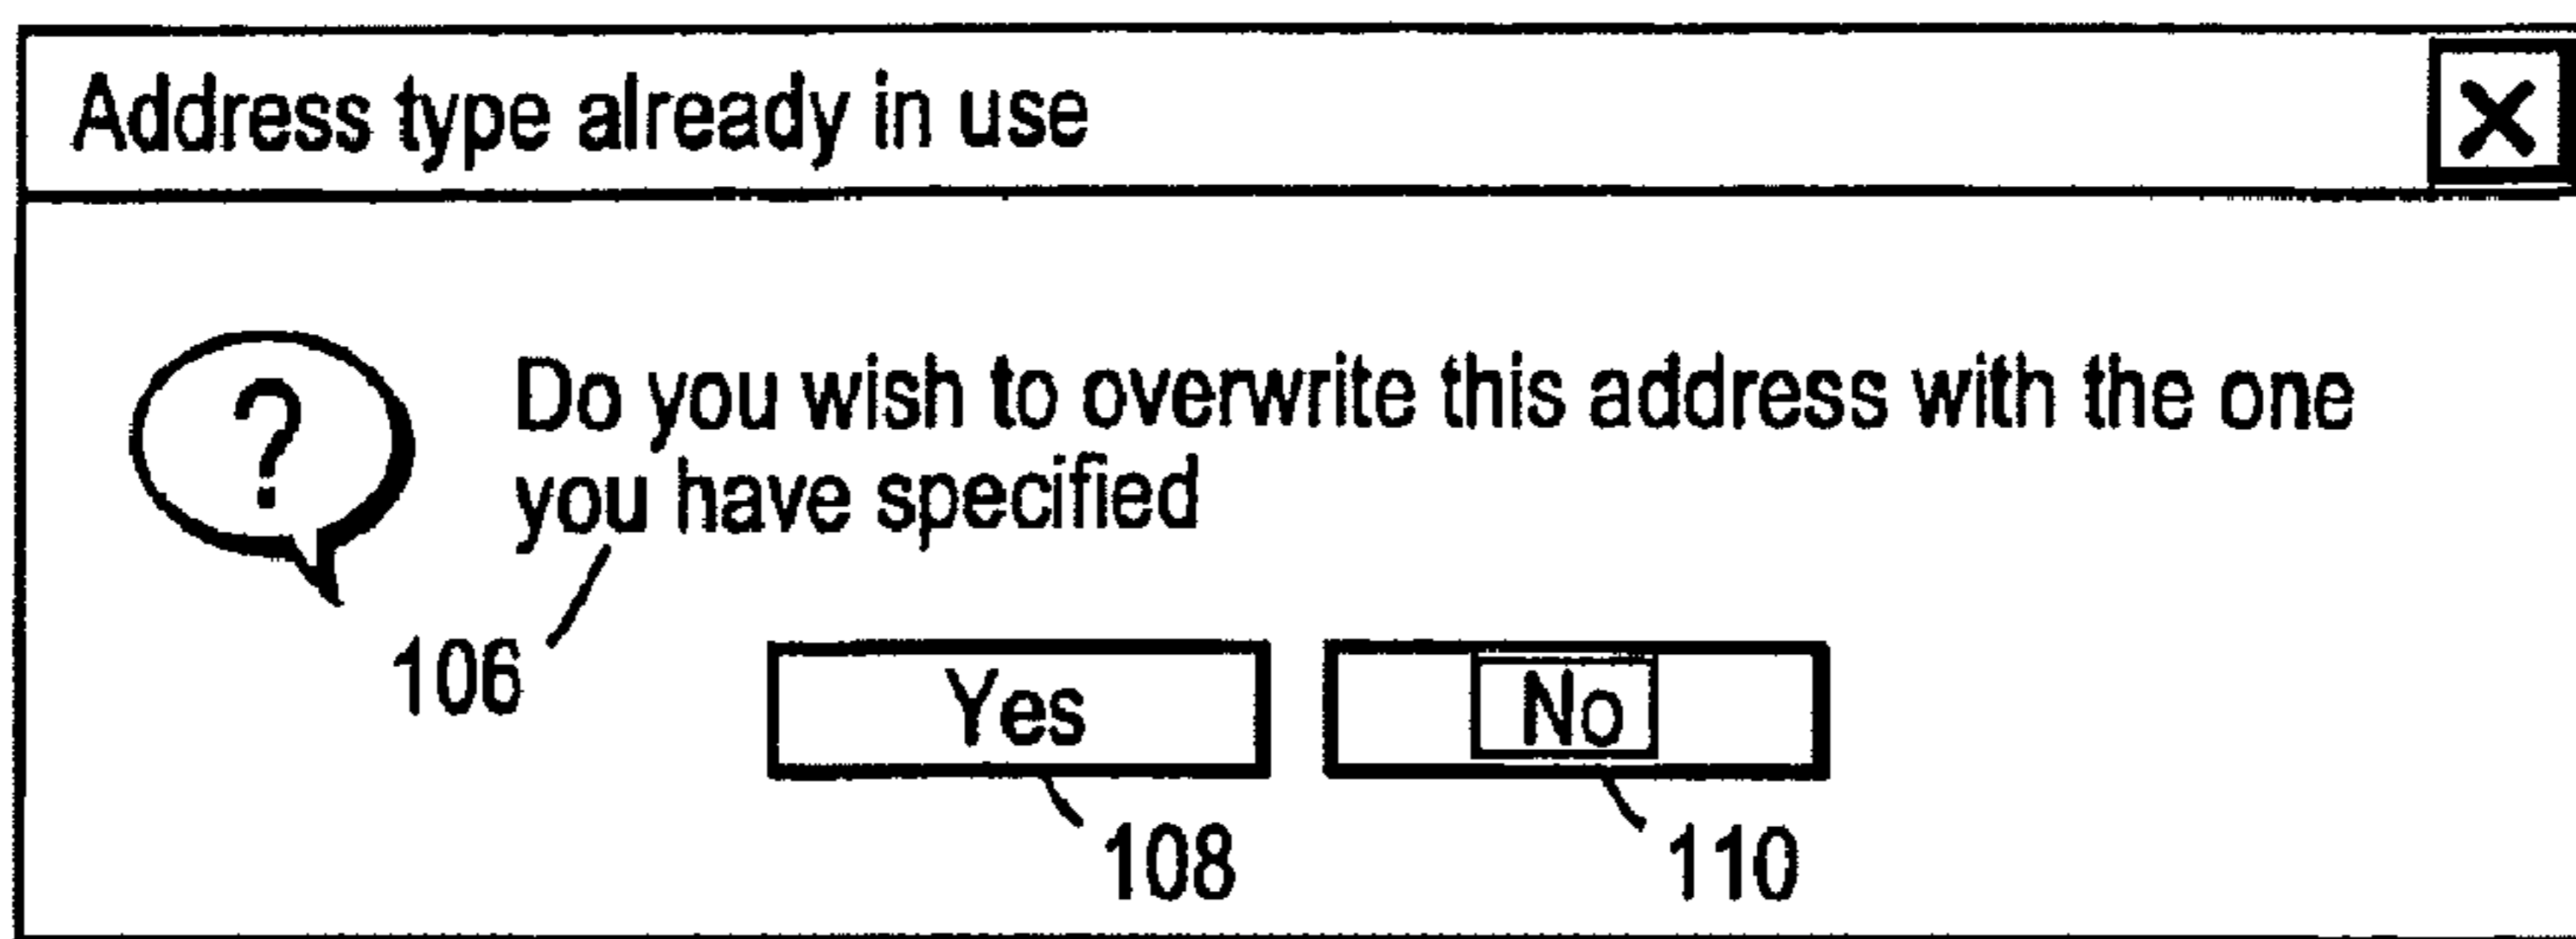 Address type already in use
X
?
Do you wish to overwrite this address with the one
you have specified
106
Yes
No
108
110